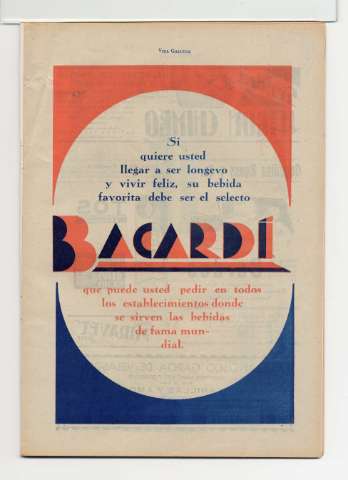 Vida Gallega
Si
quiere usted
llegar a ser longevo
y vivir feliz, su bebida
favorita debe ser el selecto
BACARDÍ
que puede usted pedir en todos
los establecimientos donde
se sirven las bebidas
de fama mun-
dial.